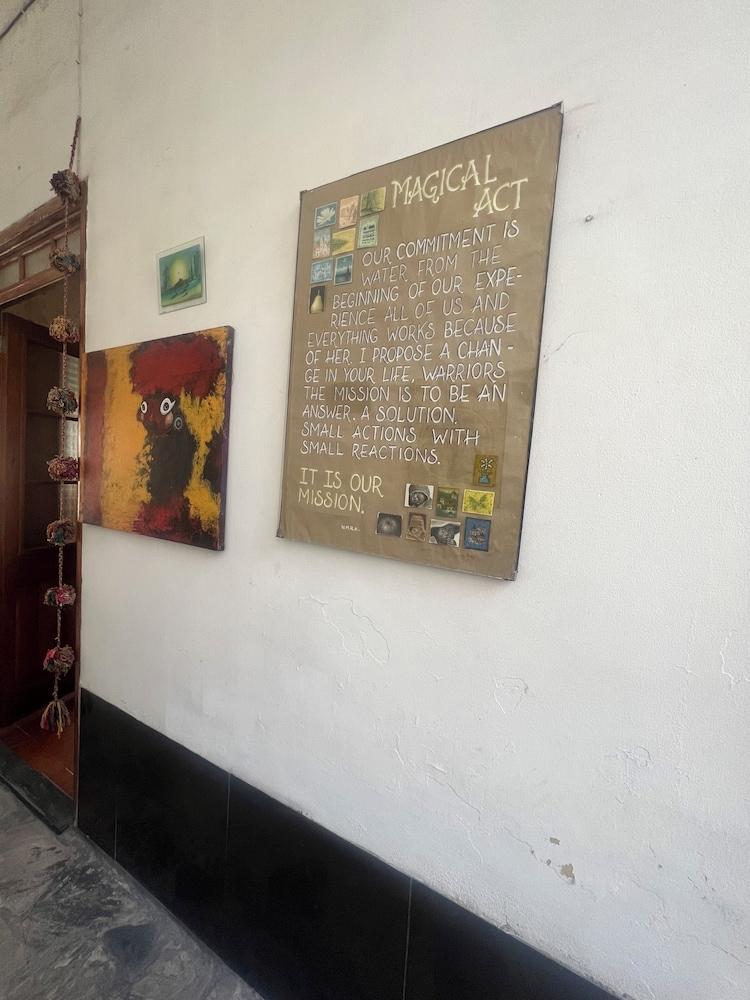 MAGICAL
ACT
OUR COMMITMENT IS
WATER FROM THE
BEGINNING OF OUR EXPE-
RIENCE ALL OF US AND
EVERYTHING WORKS BECAUSE
OF HER. I PROPOSE A CHAN-
GE IN YOUR LIFE, WARRIORS
THE MISSION IS TO BE AN
ANSWER. A SOLUTION.
SMALL ACTIONS WITH
SMALL REACTIONS.
IT IS OUR
MISSION.